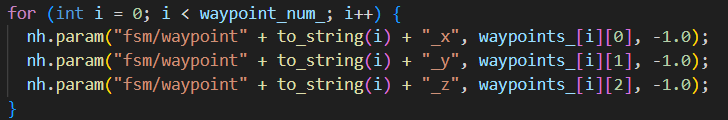 for (int i = 0; i < waypoint_num_; i++) {
  nh.param("fsm/waypoint" + to_string(i) + "_x", waypoints_[i][0], -1.0);
  nh.param("fsm/waypoint" + to_string(i) + "_y", waypoints_[i][1], -1.0);
  nh.param("fsm/waypoint" + to_string(i) + "_z", waypoints_[i][2], -1.0);
}